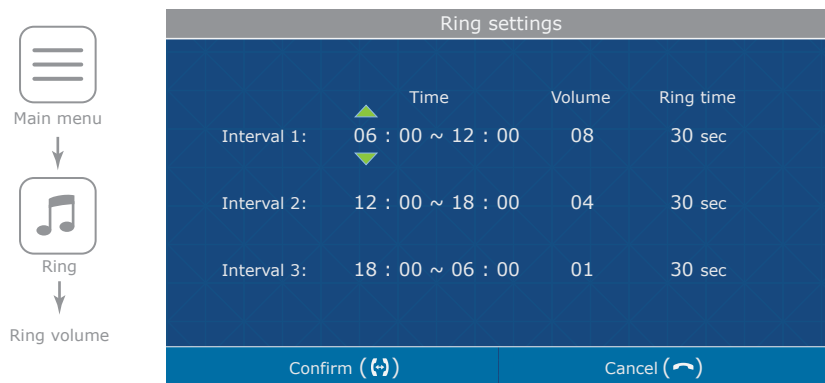 Main menu
Ring
Ring volume
Ring settings
Time Volume Ring time
Interval 1: 06 : 00 ~ 12 : 00 08 30 sec
Interval 2: 12 : 00 ~ 18 : 00 04 30 sec
Interval 3: 18 : 00 ~ 06 : 00 01 30 sec
Confirm ( ) Cancel ( )